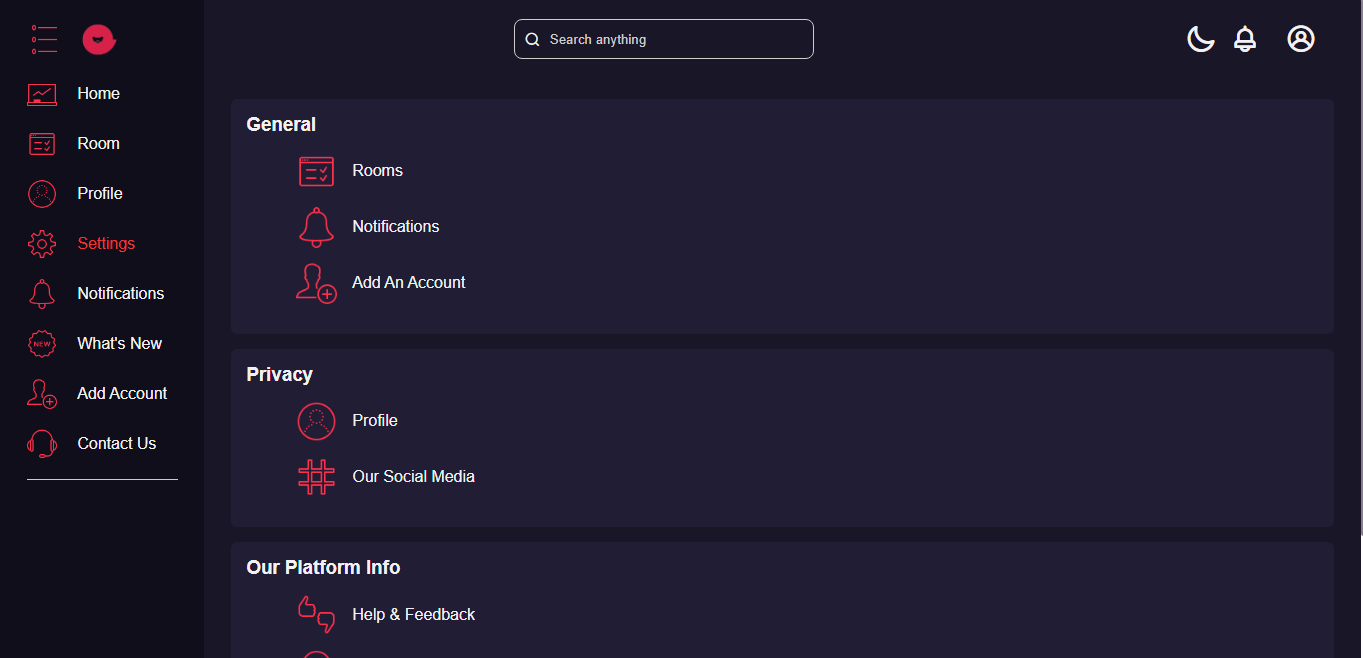 Search anything
Home
Room
Profile
Settings
Notifications
NEW
What's New
Add Account
Contact Us
General
Rooms
Notifications
Add An Account
Privacy
Profile
Our Social Media
Our Platform Info
Help & Feedback